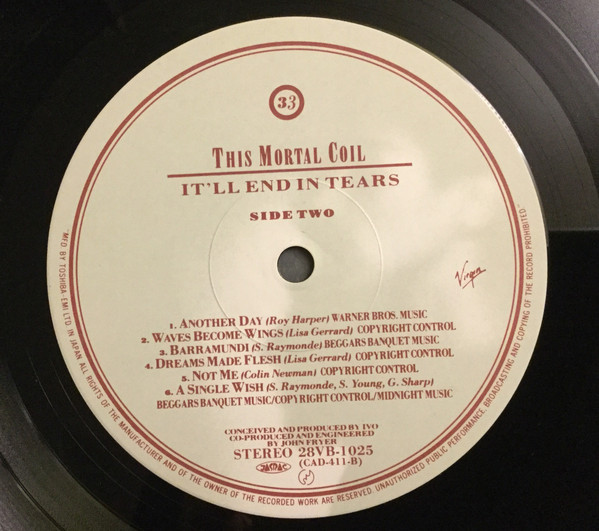 33
THIS MORTAL COIL
IT'LL END IN TEARS
SIDE TWO
Virgin
1. ANOTHER DAY (Roy Harper) WARNER BROS. MUSIC
2. WAVES BECOME WINGS (Lisa Gerrard) COPYRIGHT CONTROL
3. BARRAMUNDI (S. Raymonde) BEGGARS BANQUET MUSIC
4. DREAMS MADE FLESH (Lisa Gerrard) COPYRIGHT CONTROL
5. NOT ME (Colin Newman) COPYRIGHT CONTROL
6. A SINGLE WISH (S. Raymonde, S. Young, G. Sharp)
BEGGARS BANQUET MUSIC/COPYRIGHT CONTROL/MIDNIGHT MUSIC
CONCEIVED AND PRODUCED BY IVO
CO-PRODUCED AND ENGINEERED
BY JOHN FRYER
STEREO 28VB-1025
(CAD-411-B)
JASRAC
"MF'D BY TOSHIBA-EMI LTD. IN JAPAN ALL RIGHTS OF THE MANUFACTURER AND OF THE OWNER OF THE RECORDED WORK ARE RESERVED. UNAUTHORIZED PUBLIC PERFORMANCE BROADCASTING AND COPYING OF THE RECORD PROHIBITED"